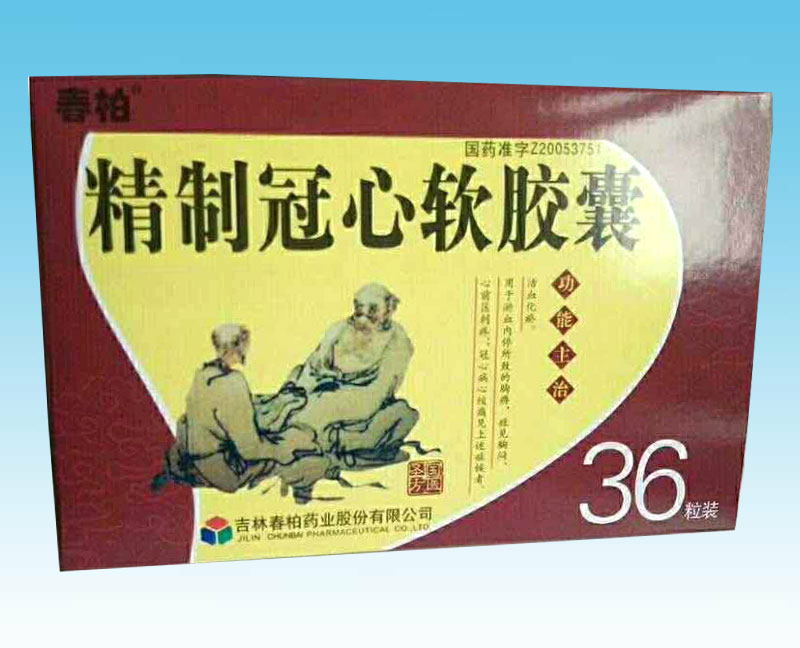 春柏®
国药准字Z20053751
精制冠心软胶囊
功能主治
活血化瘀。
用于瘀血内停所致的胸痹，症见胸闷、
心前区刺痛；冠心病心绞痛见上述症候者。
国医
圣方
36粒装
吉林春柏药业股份有限公司
JILIN CHUNBAI PHARMACEUTICAL CO.,LTD